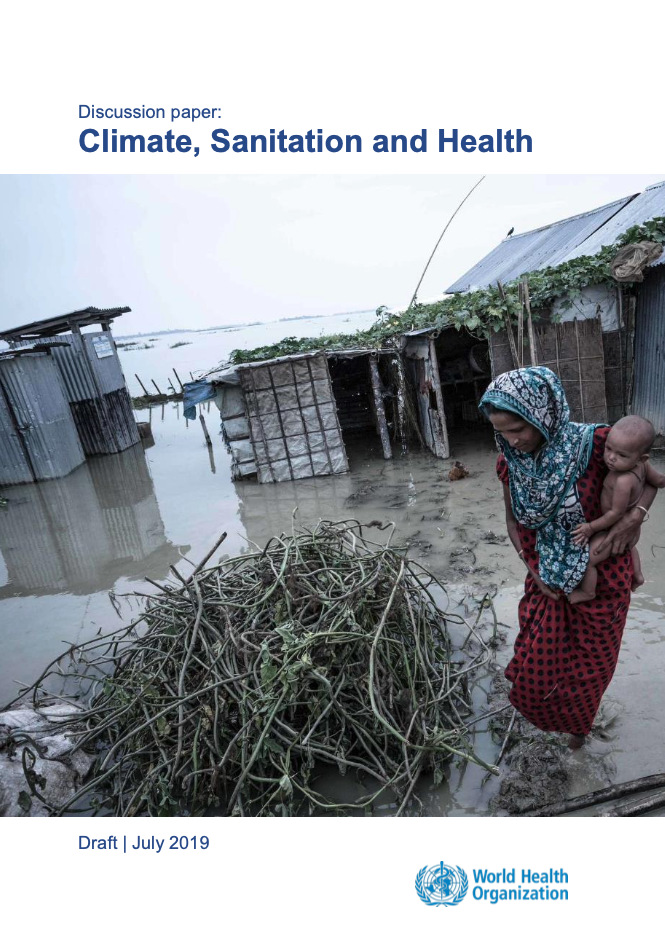 Discussion paper:
Climate, Sanitation and Health
Draft | July 2019
World Health
Organization